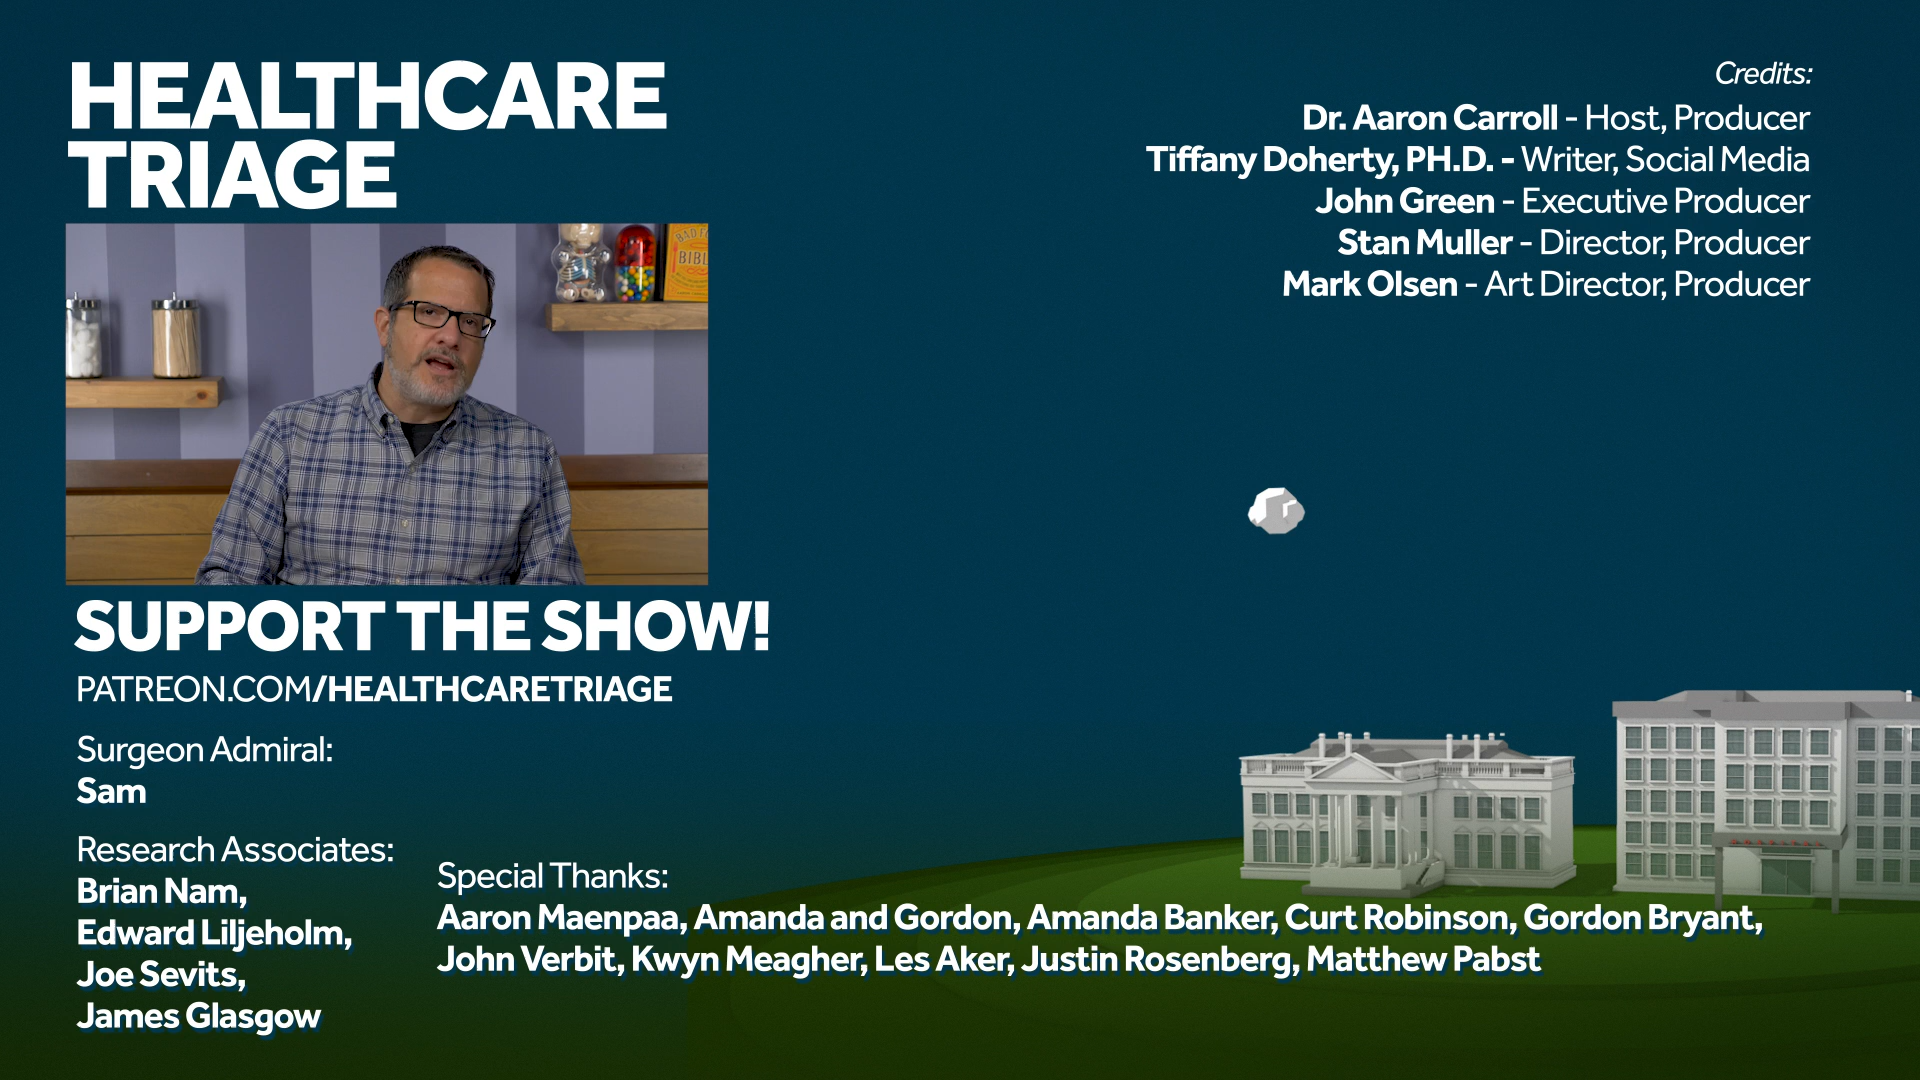 HEALTHCARE
TRIAGE
BAD FO
BIBL
SUPPORT THE SHOW!
PATREON.COM/HEALTHCARETRIAGE
Surgeon Admiral:
Sam
Research Associates:
Brian Nam,
Edward Liljeholm,
Joe Sevits,
James Glasgow
Special Thanks:
Aaron Maenpaa, Amanda and Gordon, Amanda Banker, Curt Robinson, Gordon Bryant,
John Verbit, Kwyn Meagher, Les Aker, Justin Rosenberg, Matthew Pabst
Credits:
Dr. Aaron Carroll - Host, Producer
Tiffany Doherty, PH.D. - Writer, Social Media
John Green - Executive Producer
Stan Muller - Director, Producer
Mark Olsen - Art Director, Producer